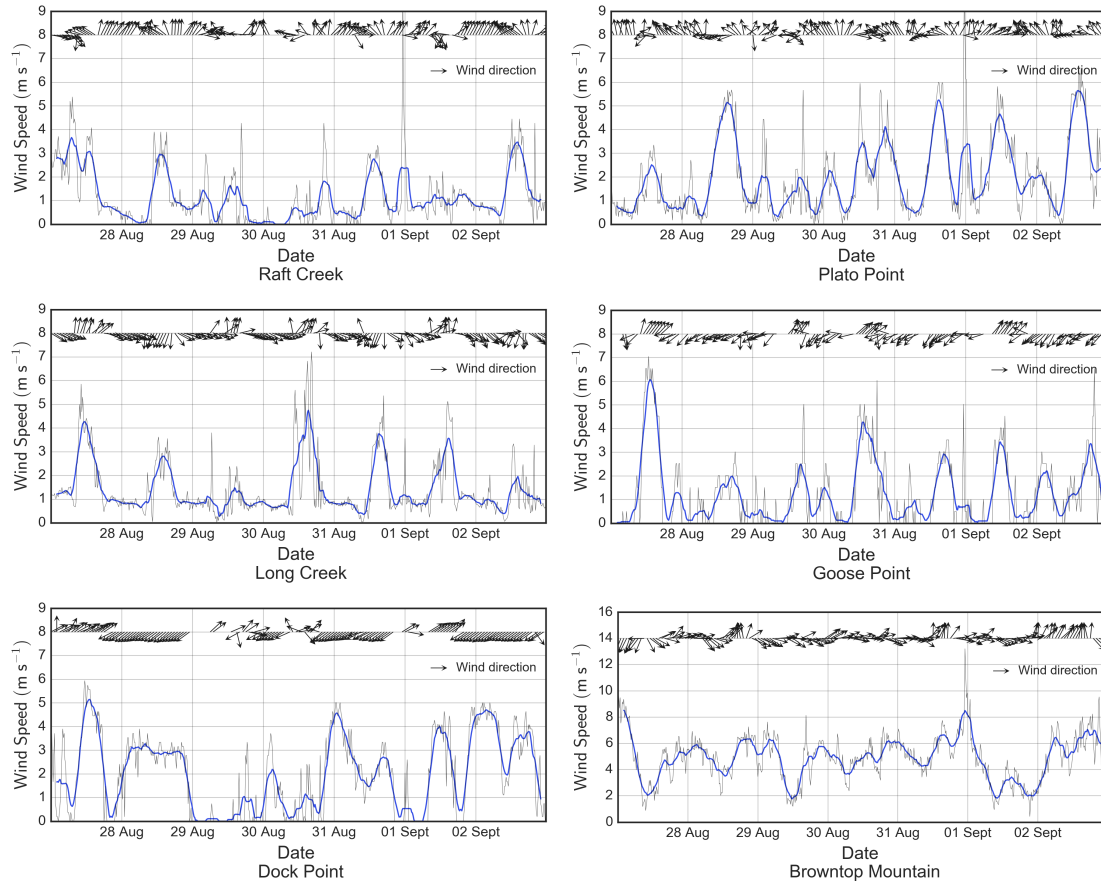 9
8
7
6
5
4
3
2
1
0
Wind Speed (m s⁻¹)
Wind direction
28 Aug 29 Aug 30 Aug 31 Aug 01 Sept 02 Sept
Date
Raft Creek
9
8
7
6
5
4
3
2
1
0
Wind Speed (m s⁻¹)
Wind direction
28 Aug 29 Aug 30 Aug 31 Aug 01 Sept 02 Sept
Date
Plato Point
9
8
7
6
5
4
3
2
1
0
Wind Speed (m s⁻¹)
Wind direction
28 Aug 29 Aug 30 Aug 31 Aug 01 Sept 02 Sept
Date
Long Creek
9
8
7
6
5
4
3
2
1
0
Wind Speed (m s⁻¹)
Wind direction
28 Aug 29 Aug 30 Aug 31 Aug 01 Sept 02 Sept
Date
Goose Point
9
8
7
6
5
4
3
2
1
0
Wind Speed (m s⁻¹)
Wind direction
28 Aug 29 Aug 30 Aug 31 Aug 01 Sept 02 Sept
Date
Dock Point
16
14
12
10
8
6
4
2
0
Wind Speed (m s⁻¹)
Wind direction
28 Aug 29 Aug 30 Aug 31 Aug 01 Sept 02 Sept
Date
Browntop Mountain